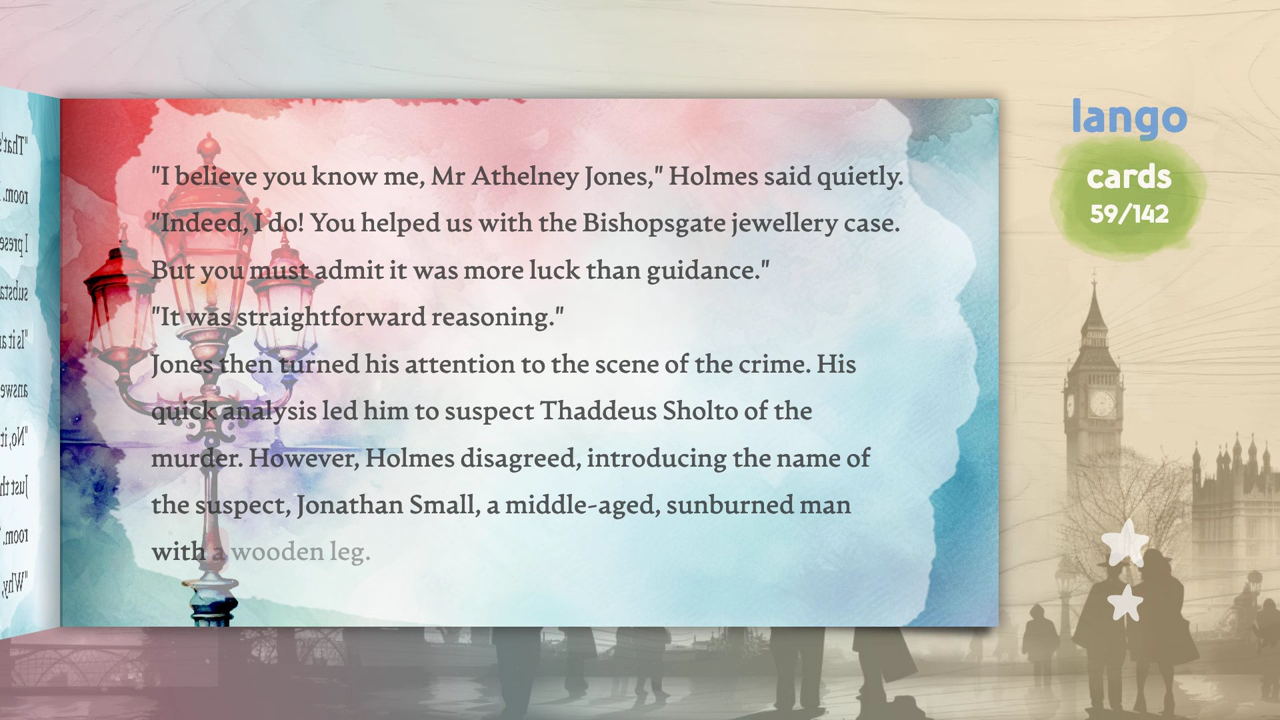 "I believe you know me, Mr Athelney Jones," Holmes said quietly.
"Indeed, I do! You helped us with the Bishopsgate jewellery case.
But you must admit it was more luck than guidance."
"It was straightforward reasoning."
Jones then turned his attention to the scene of the crime. His
quick analysis led him to suspect Thaddeus Sholto of the
murder. However, Holmes disagreed, introducing the name of
the suspect, Jonathan Small, a middle-aged, sunburned man
with a wooden leg.
lango
cards
59/142